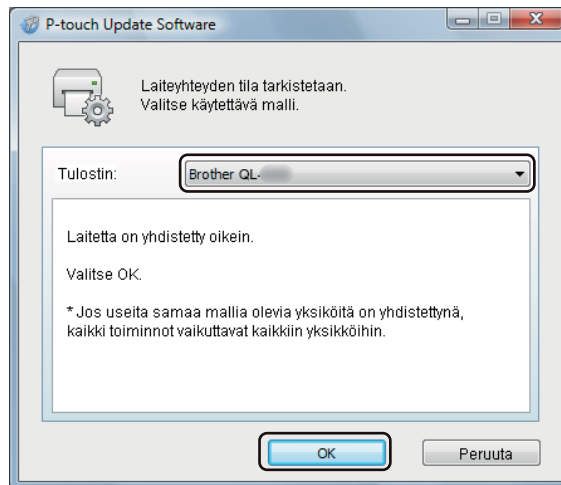 P-touch Update Software
Laiteyhteyden tila tarkistetaan.
Valitse käytettävä malli.
Tulostin:
Brother QL-
Laitetta on yhdistetty oikein.
Valitse OK.
* Jos useita samaa mallia olevia yksiköitä on yhdistettynä,
kaikki toiminnot vaikuttavat kaikkiin yksikköihin.
OK
Peruuta